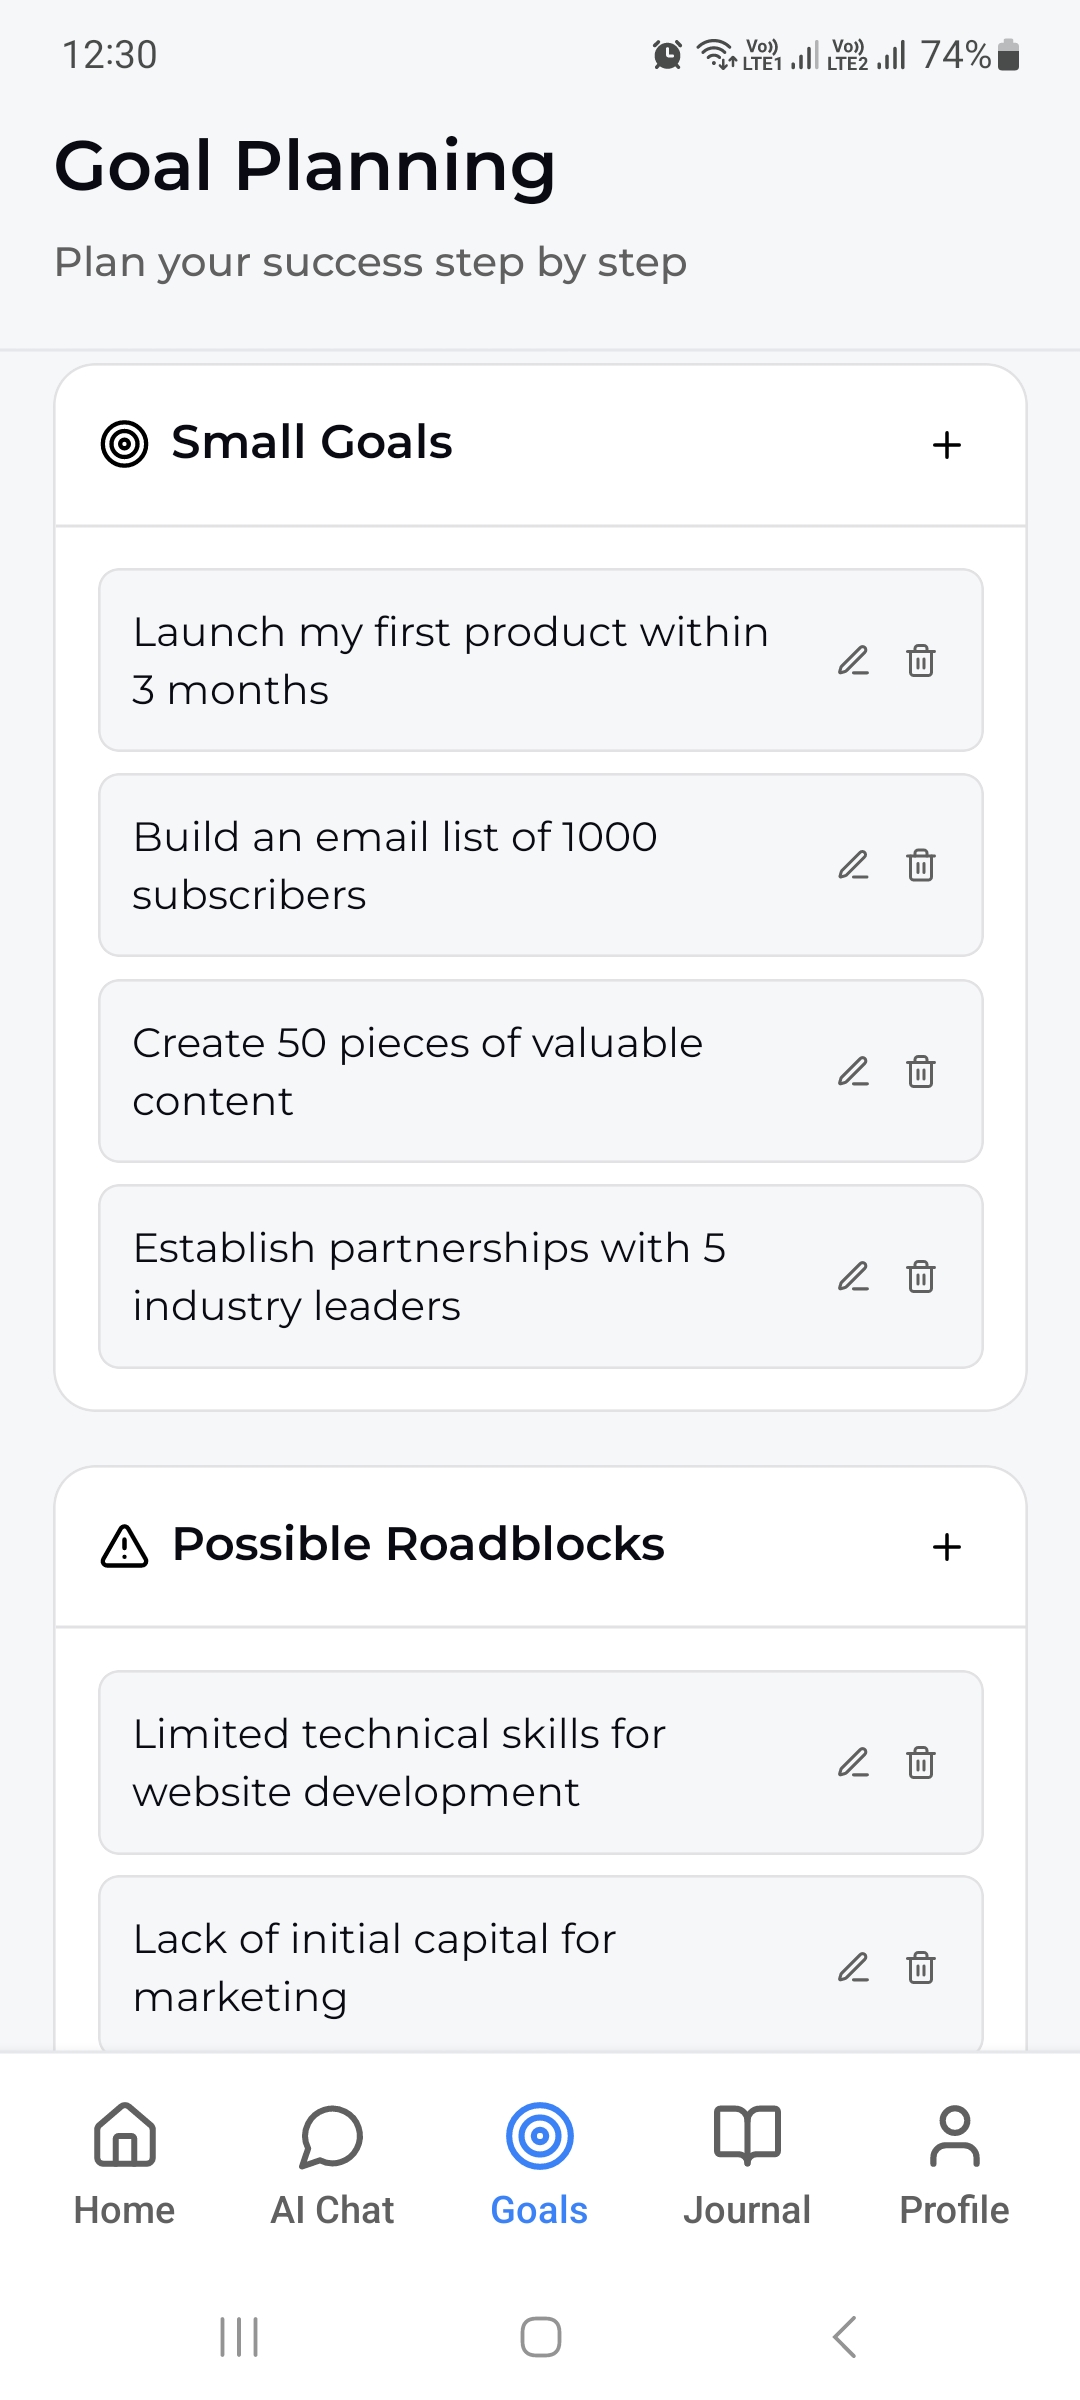 12:30
Vo)) LTE1 Vo)) LTE2 74%
Goal Planning
Plan your success step by step
Small Goals
Launch my first product within
3 months
Build an email list of 1000
subscribers
Create 50 pieces of valuable
content
Establish partnerships with 5
industry leaders
Possible Roadblocks
Limited technical skills for
website development
Lack of initial capital for
marketing
Home AI Chat Goals Journal Profile